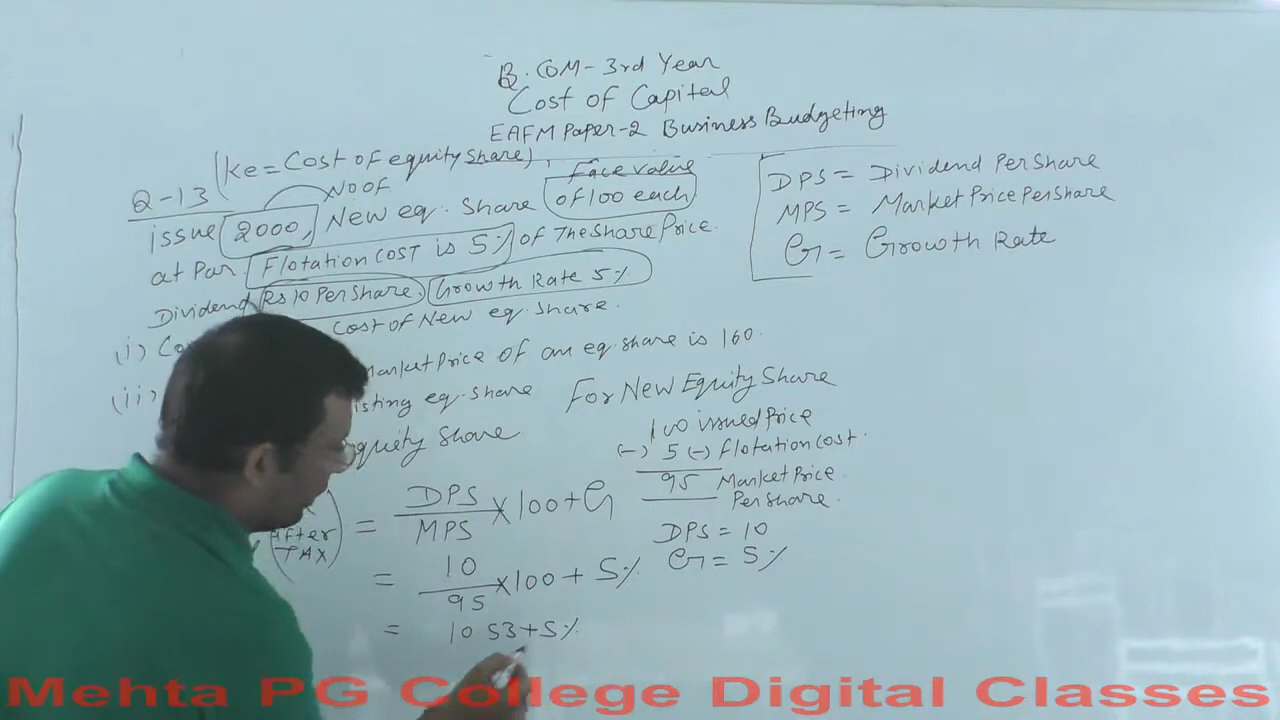 B.COM-3rd Year
Cost of Capital
EAFM Paper-2 Business Budgeting
Q-13 (Ke=Cost of equity share),
No of
Face value
issue 2000, New eq. Share of 100 each
at Par Flotation Cost is 5% of The Share Price.
Dividend Rs 10 Per Share, Growth Rate 5%
(i) Cost of New eq. Share.
(ii) Market Price of an eq. share is 160.
isting eq. share
DPS = Dividend Per Share
MPS = Market Price Per Share
G = Growth Rate
Equity Share
After TAX = DPS/MPS × 100 + G
= 10/95 × 100 + 5%
= 10 53 + 5%
For New Equity Share
100 issued Price
(-) 5 (-) Flotation Cost
95 Market Price
Per Share
DPS = 10
G = 5%
Mehta PG College Digital Classes